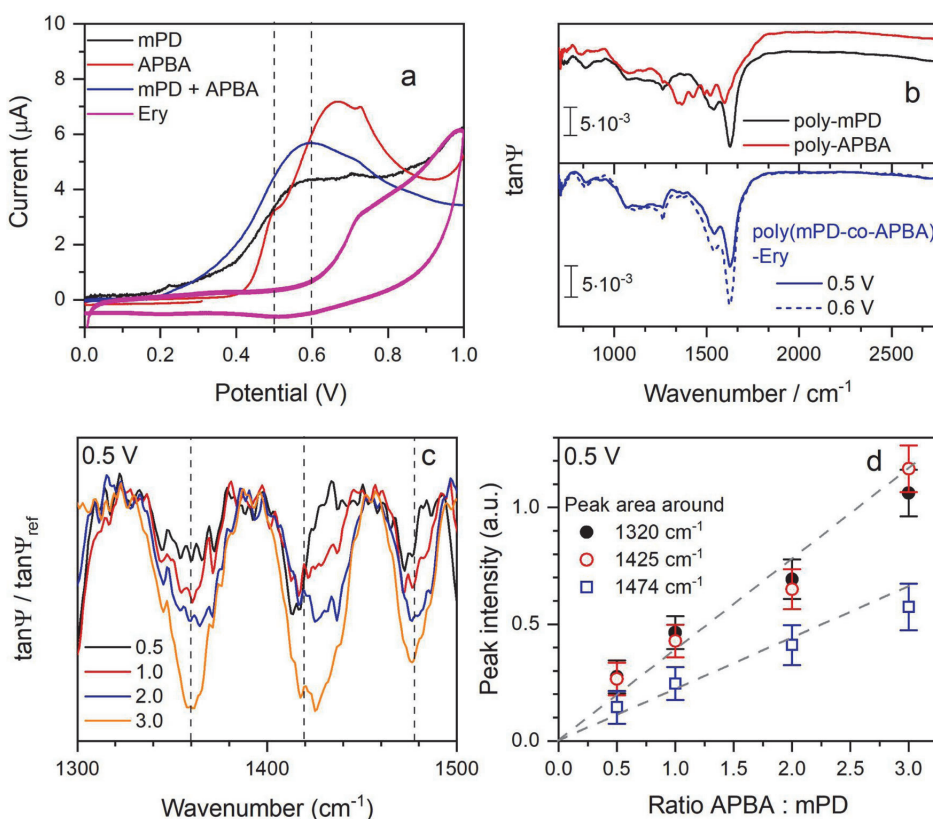 a
mPD
APBA
mPD + APBA
Ery
Current (μA)
10
8
6
4
2
0
0.0 0.2 0.4 0.6 0.8 1.0
Potential (V)
b
5·10⁻³
poly-mPD
poly-APBA
tanΨ
poly(mPD-co-APBA)
-Ery
5·10⁻³
0.5 V
0.6 V
1000 1500 2000 2500
Wavenumber / cm⁻¹
0.5 V
c
tanΨ / tanΨref
0.5
1.0
2.0
3.0
1300 1400 1500
Wavenumber (cm⁻¹)
0.5 V
d
Peak area around
1320 cm⁻¹
1425 cm⁻¹
1474 cm⁻¹
Peak intensity (a.u.)
1.0
0.5
0.0
0.0 0.5 1.0 1.5 2.0 2.5 3.0
Ratio APBA : mPD